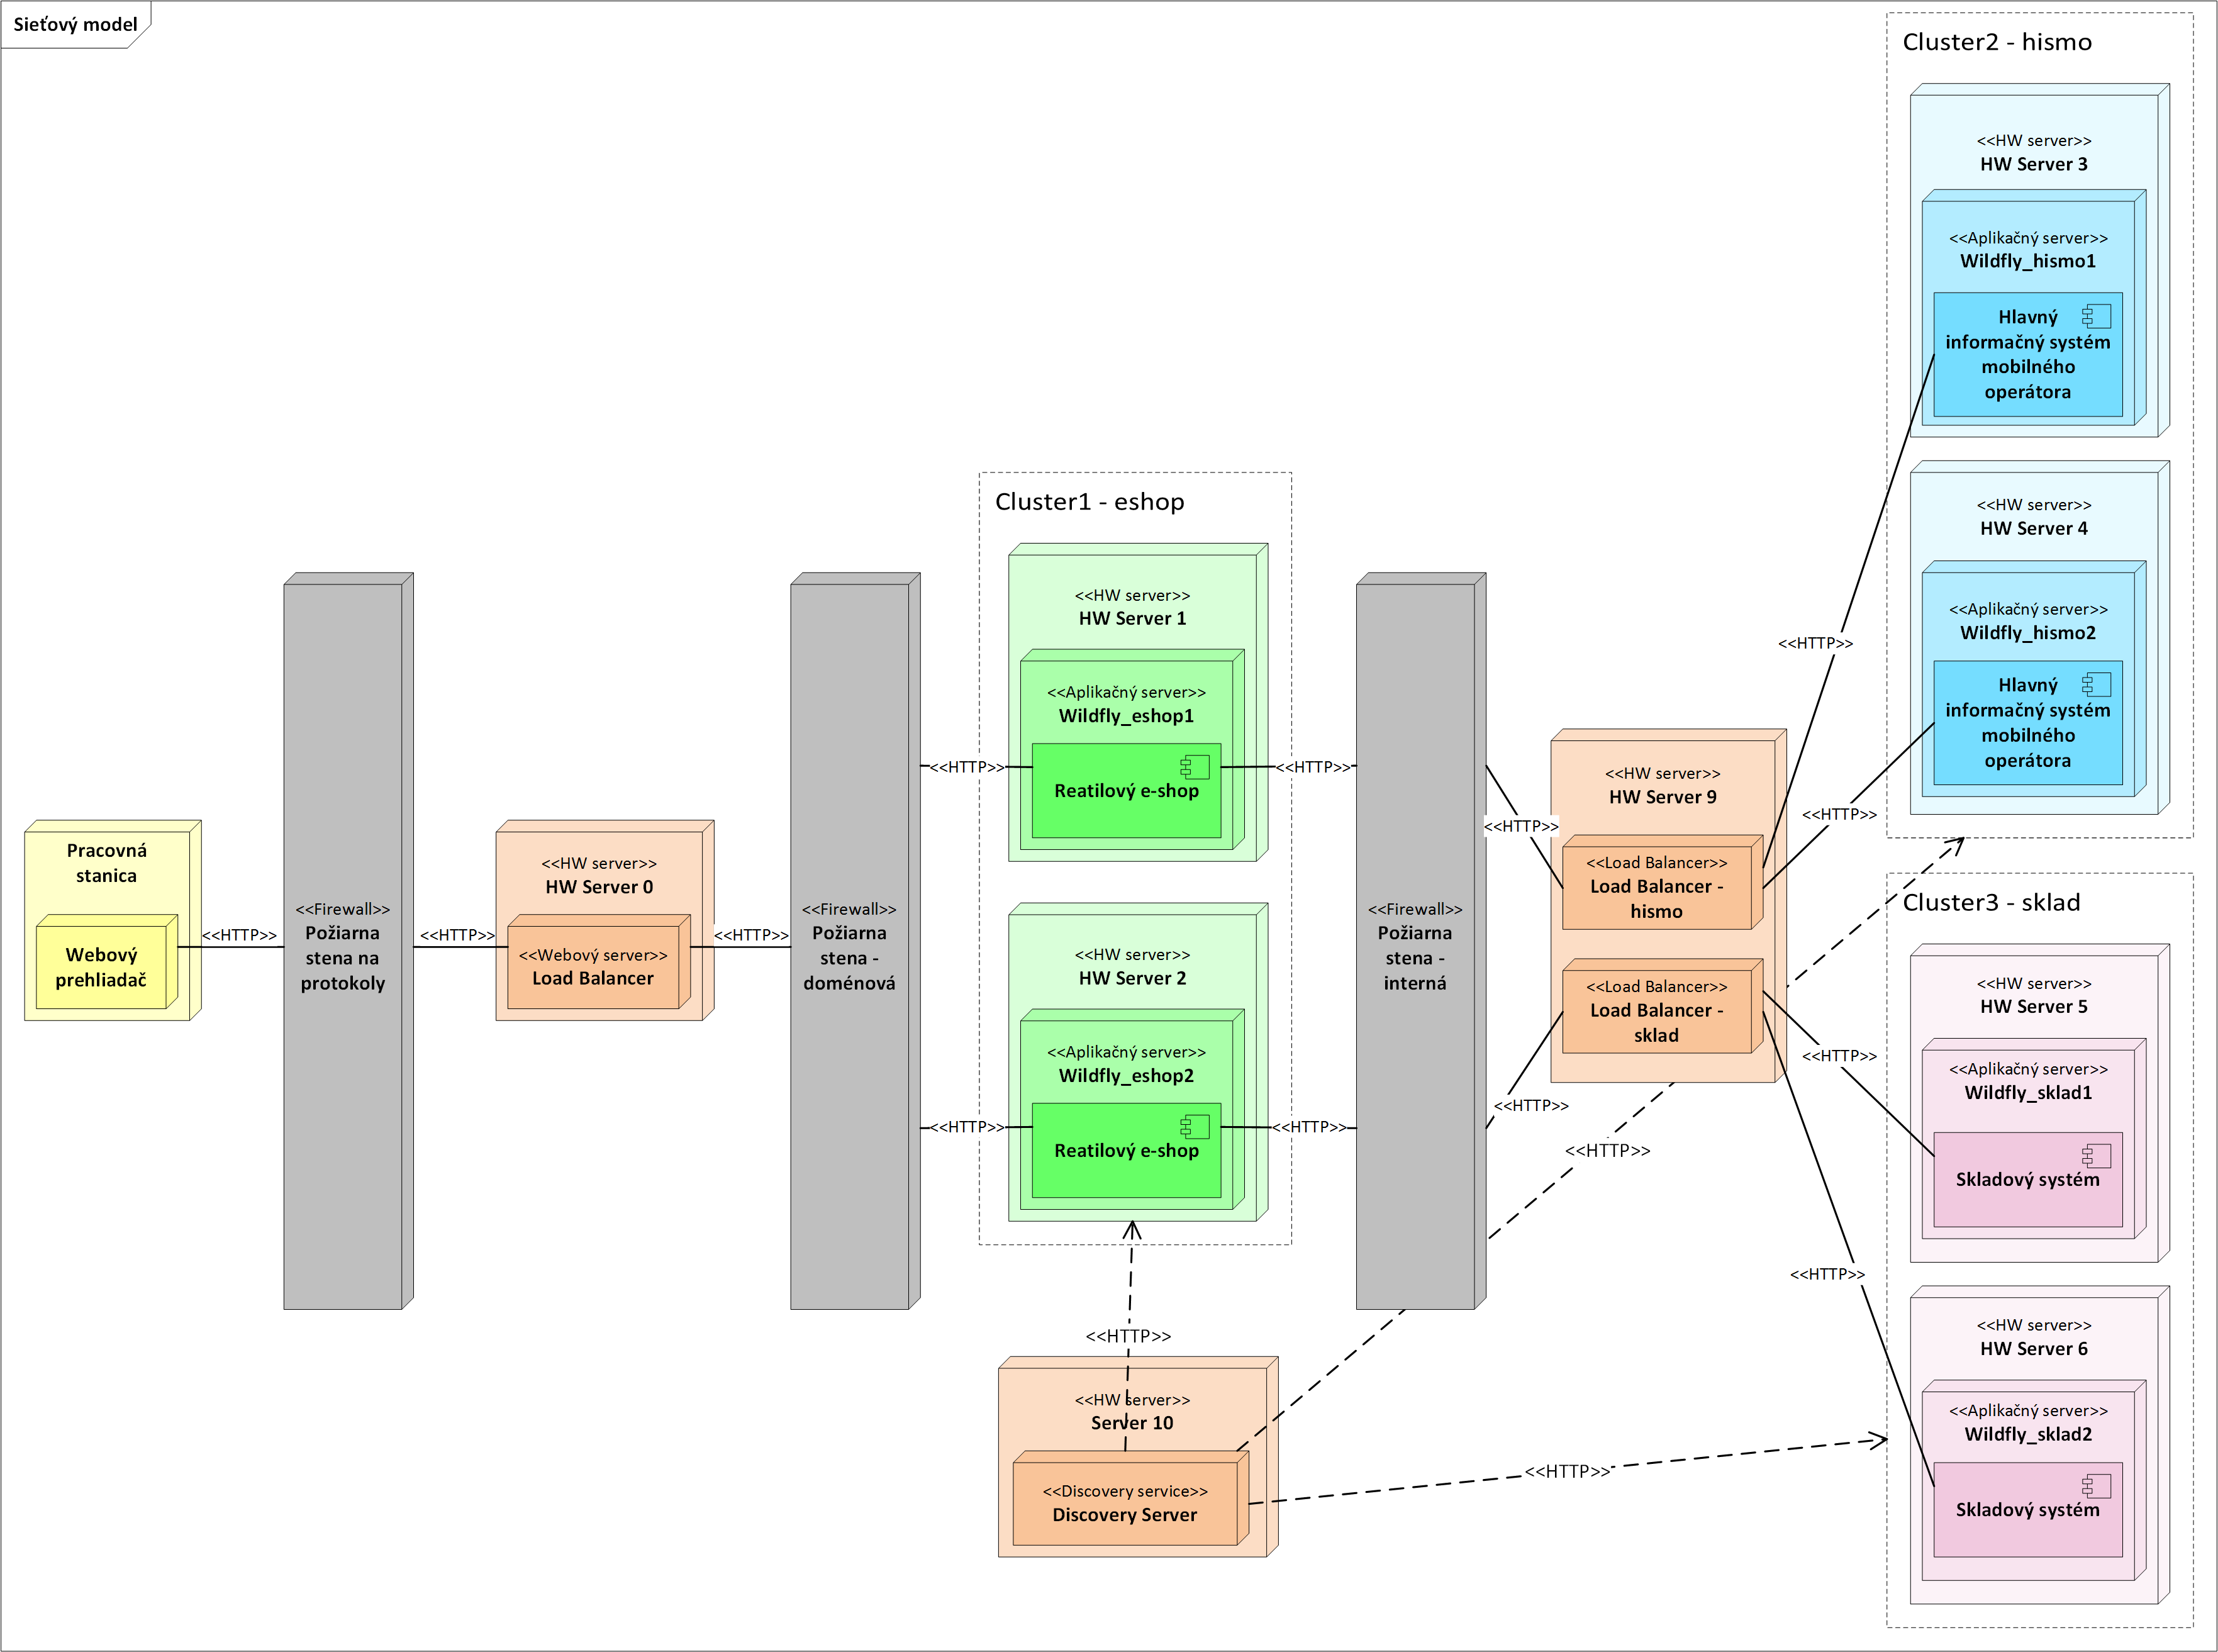 Sieťový model
Pracovná
stanica
Webový
prehliadač
<<HTTP>>
<<Firewall>>
Požiarna
stena na
protokoly
<<HTTP>>
<<HW server>>
HW Server 0
<<Webový server>>
Load Balancer
<<HTTP>>
<<Firewall>>
Požiarna
stena -
doménová
<<HTTP>>
<<HTTP>>
Cluster1 - eshop
<<HW server>>
HW Server 1
<<Aplikačný server>>
Wildfly_eshop1
Reatilový e-shop
<<HW server>>
HW Server 2
<<Aplikačný server>>
Wildfly_eshop2
Reatilový e-shop
<<HTTP>>
<<HTTP>>
<<HTTP>>
<<HW server>>
Server 10
<<Discovery service>>
Discovery Server
<<Firewall>>
Požiarna
stena -
interná
<<HTTP>>
<<HTTP>>
<<HW server>>
HW Server 9
<<Load Balancer>>
Load Balancer -
hismo
<<Load Balancer>>
Load Balancer -
sklad
<<HTTP>>
<<HTTP>>
<<HTTP>>
<<HTTP>>
<<HTTP>>
<<HTTP>>
Cluster2 - hismo
<<HW server>>
HW Server 3
<<Aplikačný server>>
Wildfly_hismo1
Hlavný
informačný systém
mobilného
operátora
<<HW server>>
HW Server 4
<<Aplikačný server>>
Wildfly_hismo2
Hlavný
informačný systém
mobilného
operátora
Cluster3 - sklad
<<HW server>>
HW Server 5
<<Aplikačný server>>
Wildfly_sklad1
Skladový systém
<<HW server>>
HW Server 6
<<Aplikačný server>>
Wildfly_sklad2
Skladový systém